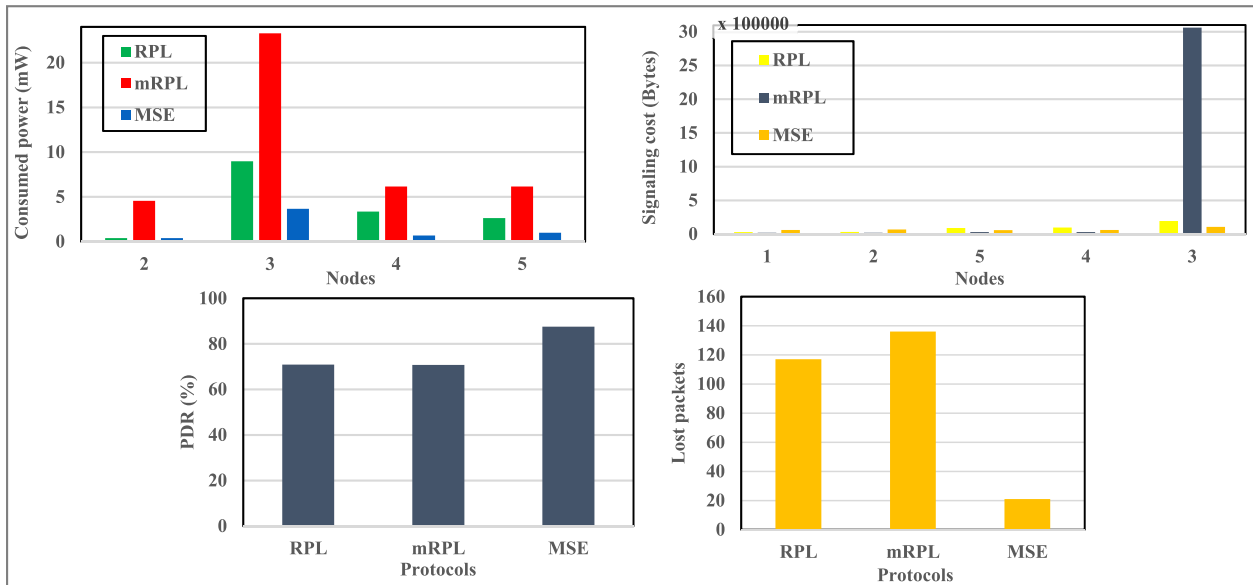 Consumed power (mW)
20
15
10
5
0
RPL
mRPL
MSE
2 3 4 5
Nodes
x 100000
Signaling cost (Bytes)
30
25
20
15
10
5
0
RPL
mRPL
MSE
1 2 5 4 3
Nodes
PDR (%)
100
80
60
40
20
0
RPL mRPL MSE
Protocols
Lost packets
160
140
120
100
80
60
40
20
0
RPL mRPL MSE
Protocols